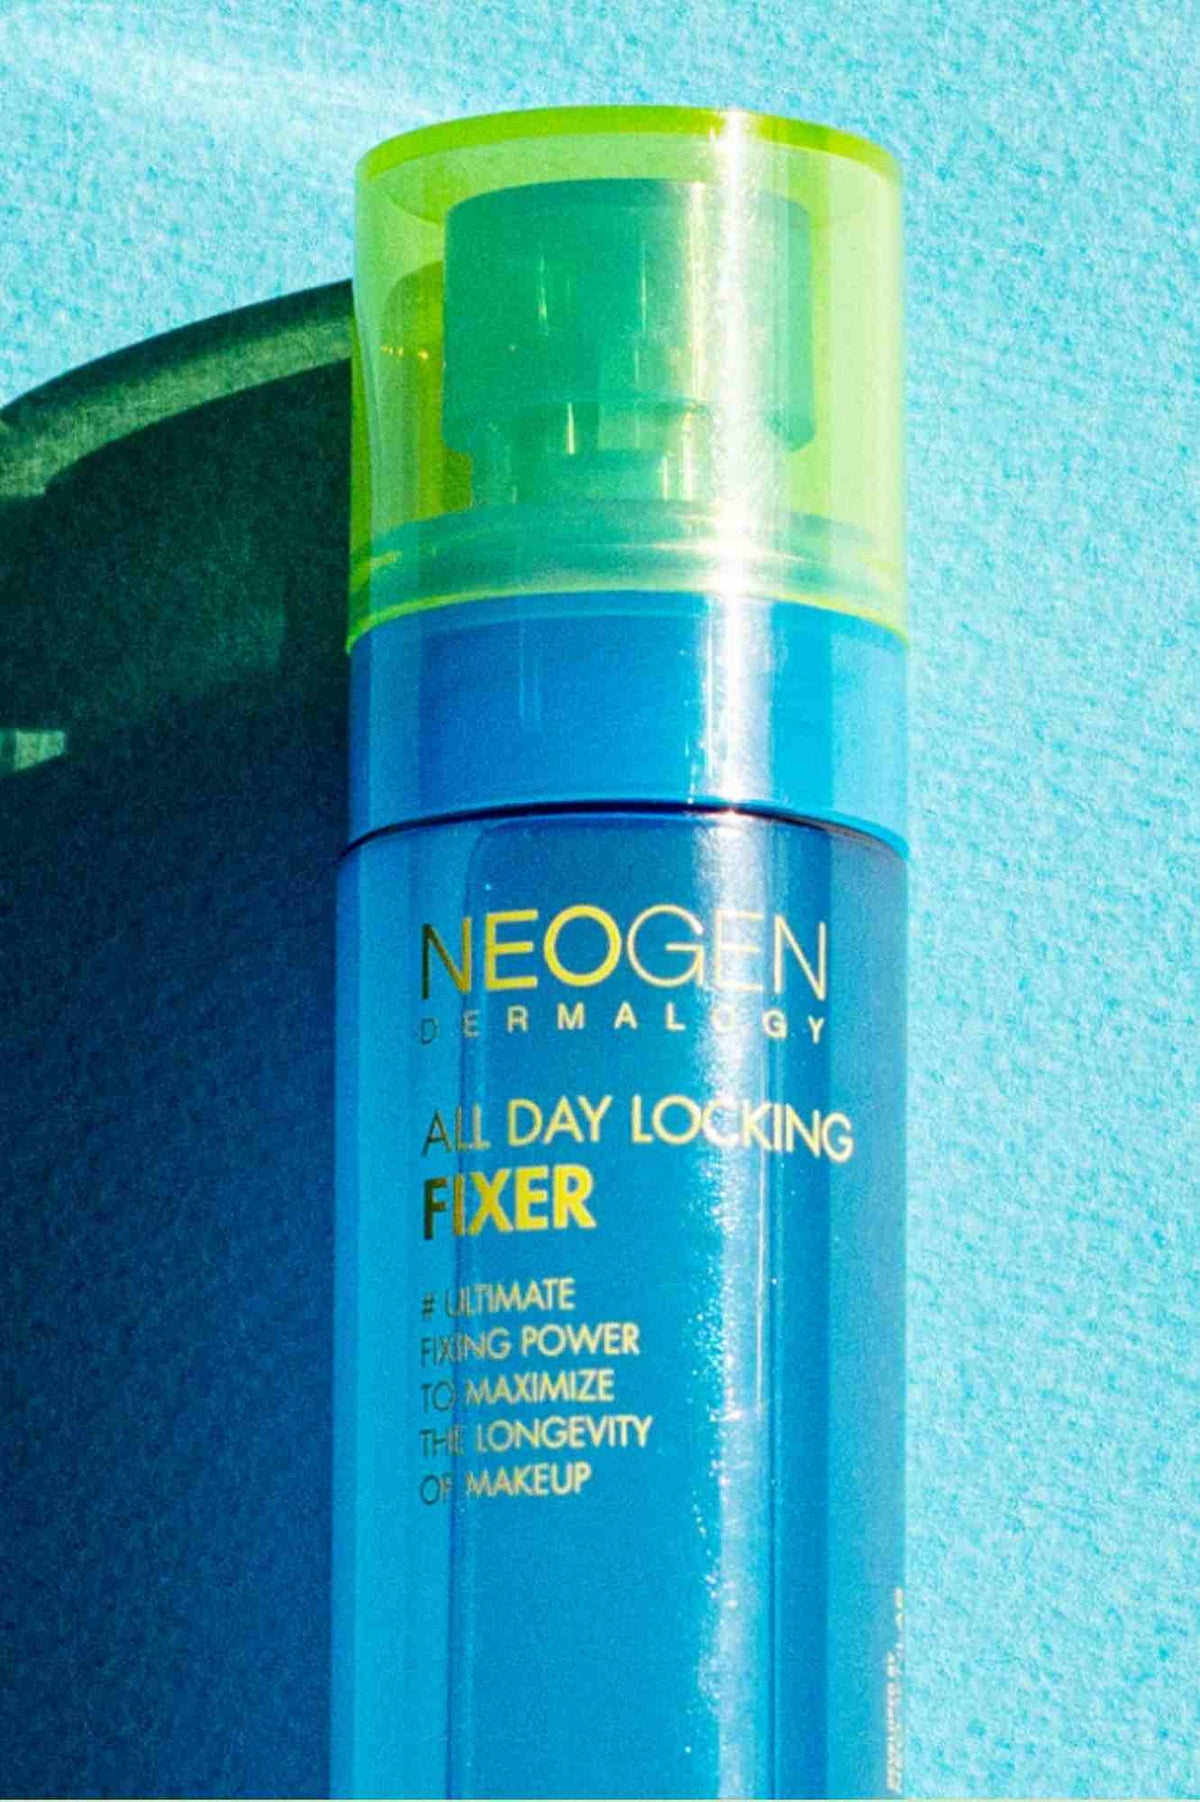 NEOGEN
DERMALOGY
ALL DAY LOCKING
FIXER
# ULTIMATE
FIXING POWER
TO MAXIMIZE
THE LONGEVITY
OF MAKEUP